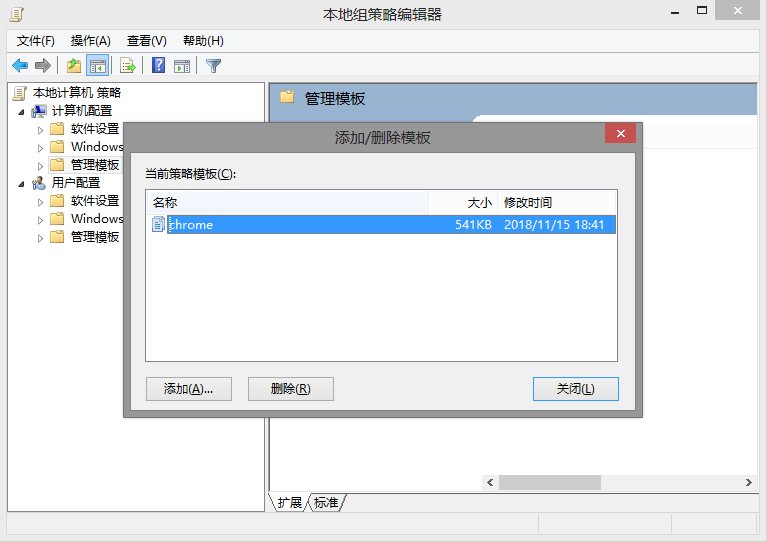 本地组策略编辑器
文件(F) 操作(A) 查看(V) 帮助(H)
本地计算机 策略
计算机配置
软件设置
Windows
管理模板
用户配置
软件设置
Windows
管理模板
管理模板
添加/删除模板
当前策略模板(C):
名称 大小 修改时间
chrome 541KB 2018/11/15 18:41
添加(A)... 删除(R) 关闭(L)
扩展 标准